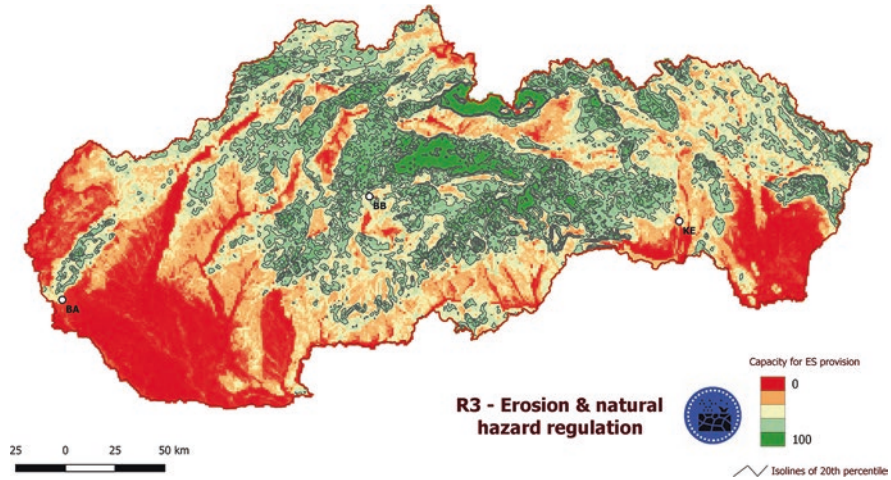 BB
KE
BA
Capacity for ES provision
0
100
R3 - Erosion & natural
hazard regulation
25 0 25 50 km
Isolines of 20th percentiles